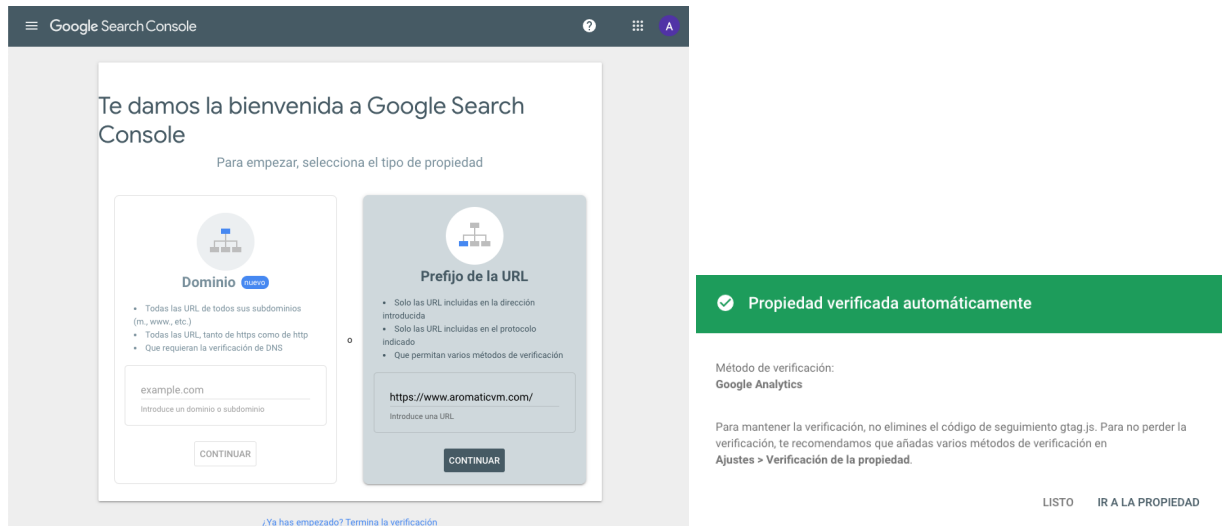 Google Search Console
A
Te damos la bienvenida a Google Search
Console
Para empezar, selecciona el tipo de propiedad
Dominio nuevo
• Todas las URL de todos sus subdominios
(m., www., etc.)
• Todas las URL, tanto de https como de http
• Que requieran la verificación de DNS
example.com
Introduce un dominio o subdominio
CONTINUAR
o
Prefijo de la URL
• Solo las URL incluidas en la dirección
introducida
• Solo las URL incluidas en el protocolo
indicado
• Que permitan varios métodos de verificación
https://www.aromaticvm.com/
Introduce una URL
CONTINUAR
¿Ya has empezado? Termina la verificación
Propiedad verificada automáticamente
Método de verificación:
Google Analytics
Para mantener la verificación, no elimines el código de seguimiento gtag.js. Para no perder la
verificación, te recomendamos que añadas varios métodos de verificación en
Ajustes > Verificación de la propiedad.
LISTO IR A LA PROPIEDAD